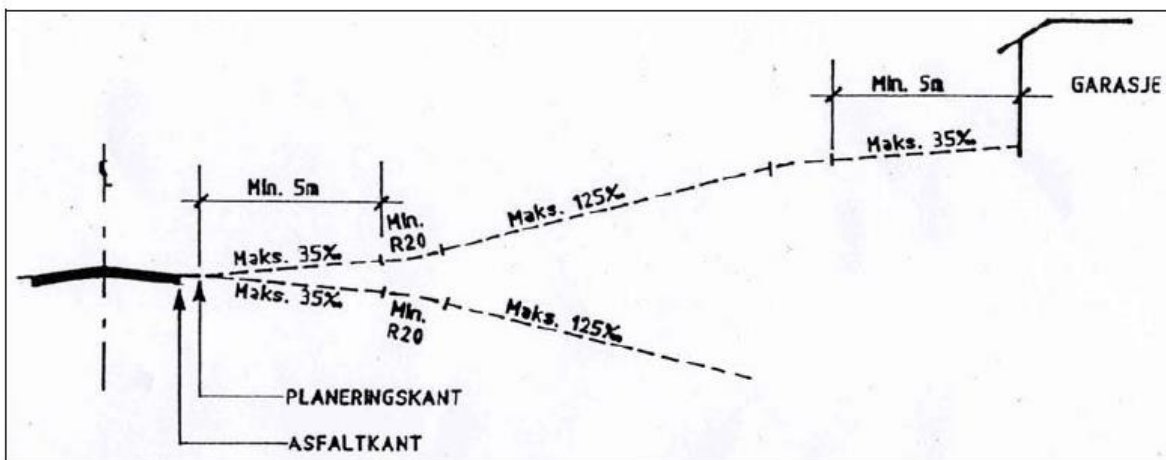 Min. 5m
GARASJE
Maks. 35‰
Min. 5m
Maks. 125‰
Min.
R20
Maks. 35‰
Maks. 35‰
Min.
R20
Maks. 125‰
PLANERINGSKANT
ASFALTKANT